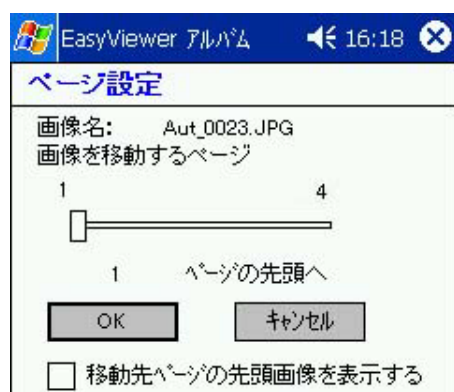 EasyViewer ｱﾙﾊﾞﾑ 16:18
ページ設定
画像名: Aut_0023.JPG
画像を移動するページ
1 4
1 ﾍﾟｰｼﾞの先頭へ
OK ｷｬﾝｾﾙ
移動先ﾍﾟｰｼﾞの先頭画像を表示する